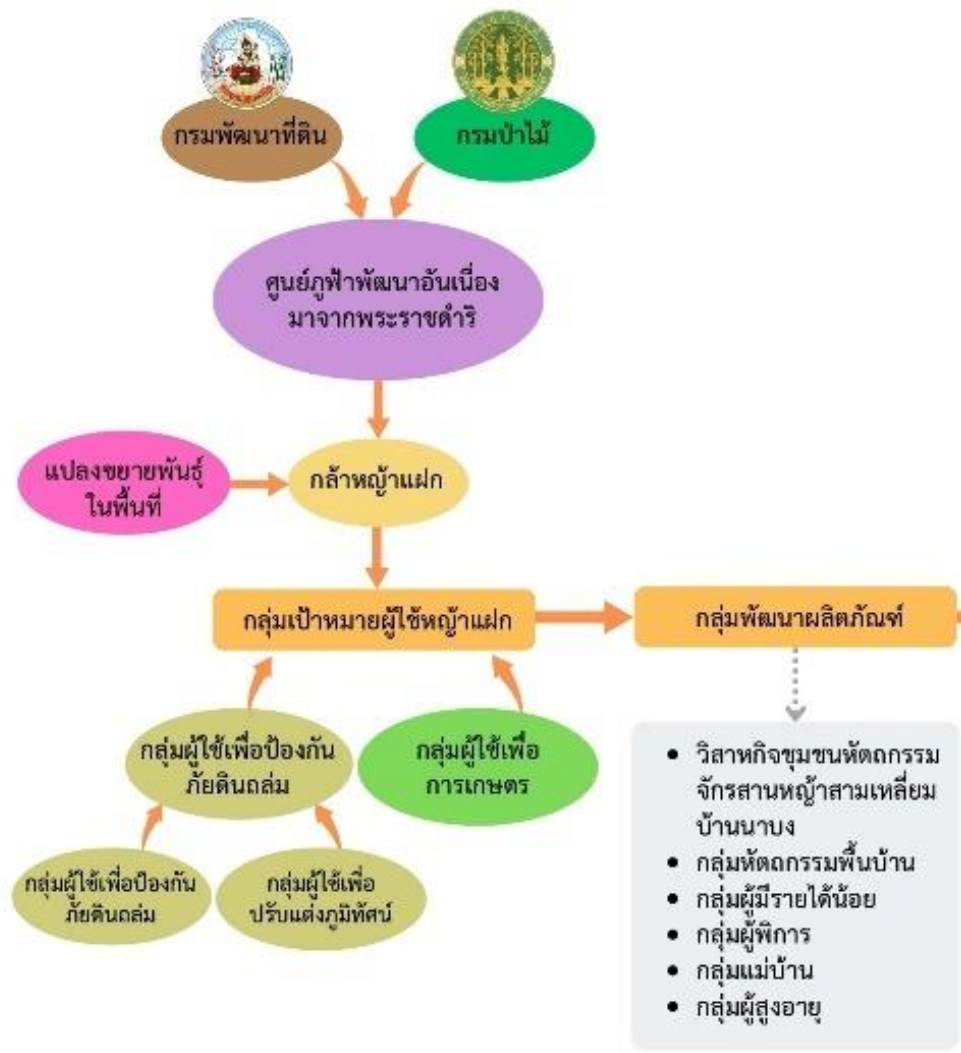 กรมพัฒนาที่ดิน
กรมป่าไม้
ศูนย์ภูฟ้าพัฒนาอันเนื่อง
มาจากพระราชดำริ
แปลงขยายพันธุ์
ในพื้นที่
กล้าหญ้าแฝก
กลุ่มเป้าหมายผู้ใช้หญ้าแฝก
กลุ่มพัฒนาผลิตภัณฑ์
กลุ่มผู้ใช้เพื่อป้องกัน
ภัยดินถล่ม
กลุ่มผู้ใช้เพื่อ
การเกษตร
กลุ่มผู้ใช้เพื่อป้องกัน
ภัยดินถล่ม
กลุ่มผู้ใช้เพื่อ
ปรับแต่งภูมิทัศน์
• วิสาหกิจชุมชนหัตถกรรม
จักรสานหญ้าสามเหลี่ยม
บ้านนาบง
• กลุ่มหัตถกรรมพื้นบ้าน
• กลุ่มผู้มีรายได้น้อย
• กลุ่มผู้พิการ
• กลุ่มแม่บ้าน
• กลุ่มผู้สูงอายุ